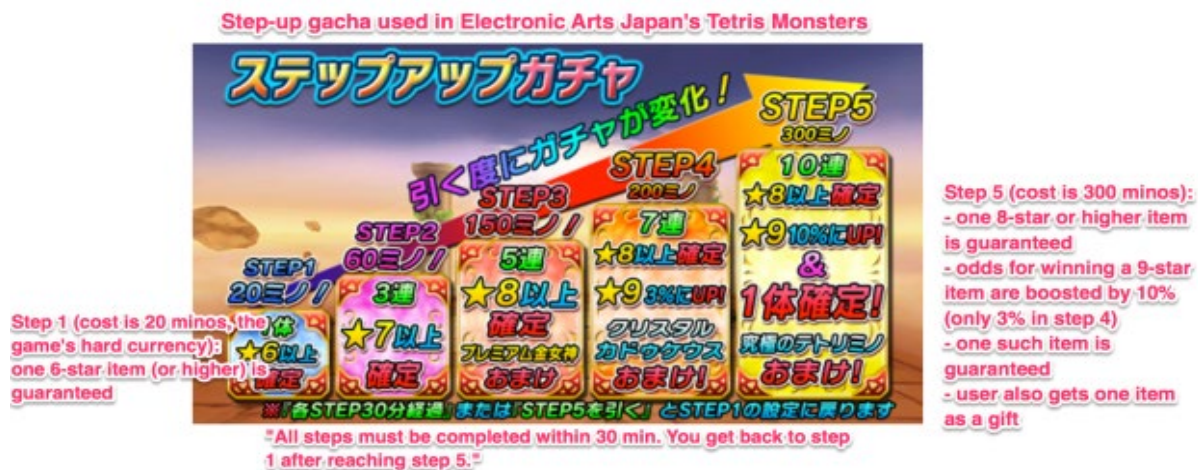 Step-up gacha used in Electronic Arts Japan's Tetris Monsters
ステップアップガチャ
引く度にガチャが変化！
STEP1
20ミノ！
体
★6以上
確定
STEP2
60ミノ！
3連
★7以上
確定
STEP3
150ミノ！
5連
★8以上
確定
プレミアム金女神
おまけ
STEP4
200ミノ
7連
★8以上確定
★9 3%にUP!
クリスタル
カドゥケウス
おまけ!
STEP5
300ミノ
10連
★8以上確定
★9 10%にUP!
&
1体確定!
究極のテトリミノ
おまけ!
※『各STEP30分経過』または『STEP5を引く』とSTEP1の設定に戻ります
Step 1 (cost is 20 minos, the
game's hard currency):
one 6-star item (or higher) is
guaranteed
Step 5 (cost is 300 minos):
- one 8-star or higher item
is guaranteed
- odds for winning a 9-star
item are boosted by 10%
(only 3% in step 4)
- one such item is
guaranteed
- user also gets one item
as a gift
"All steps must be completed within 30 min. You get back to step
1 after reaching step 5."